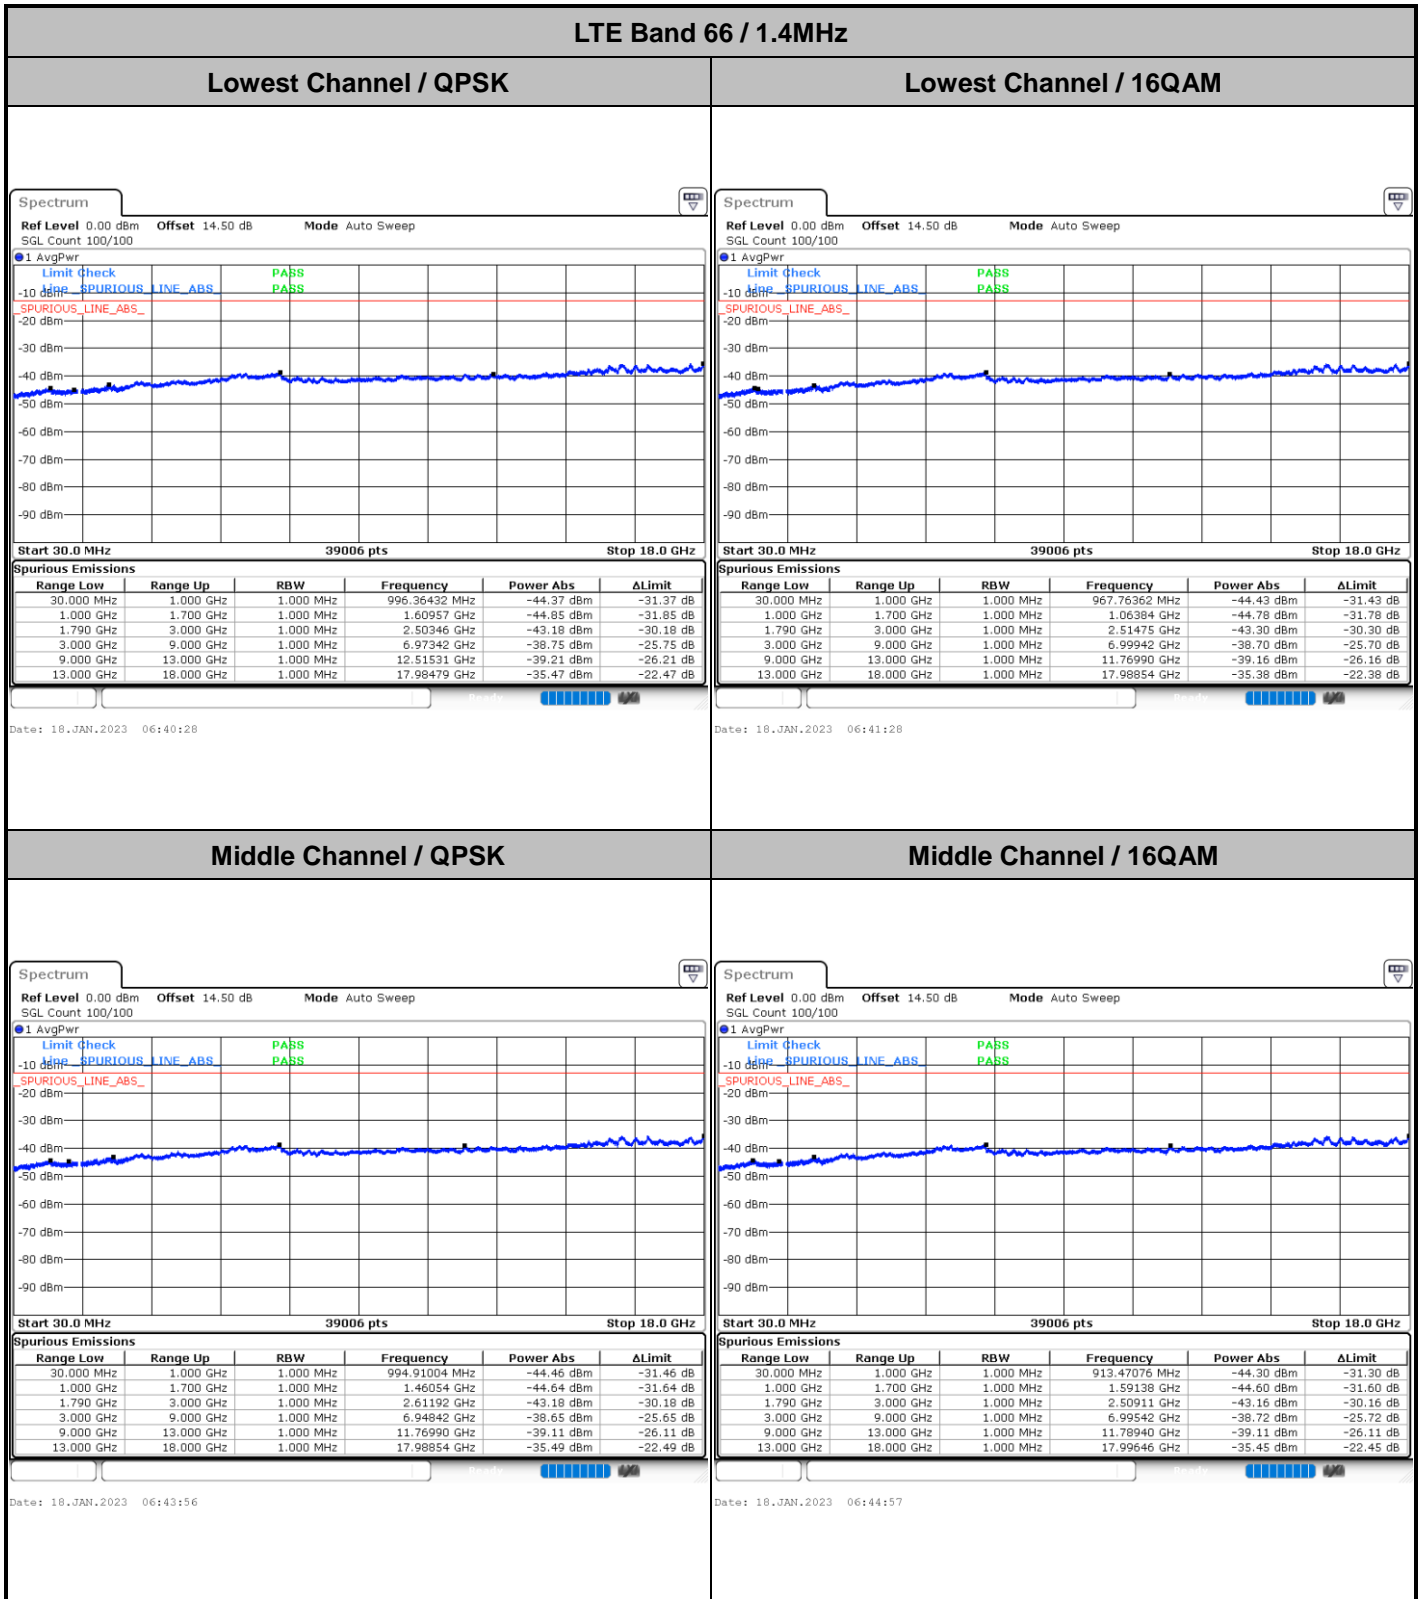 LTE Band 66 / 1.4MHz
Lowest Channel / QPSK
Lowest Channel / 16QAM
Spectrum
Ref Level 0.00 dBm Offset 14.50 dB Mode Auto Sweep
SGL Count 100/100
1 AvgPwr
Limit Check PASS
Line _SPURIOUS_LINE_ABS_ PASS
-10 dBm
_SPURIOUS_LINE_ABS_
-20 dBm
-30 dBm
-40 dBm
-50 dBm
-60 dBm
-70 dBm
-80 dBm
-90 dBm
Start 30.0 MHz 39006 pts Stop 18.0 GHz
Spurious Emissions
Range Low Range Up RBW Frequency Power Abs ΔLimit
30.000 MHz 1.000 GHz 1.000 MHz 996.36432 MHz -44.37 dBm -31.37 dB
1.000 GHz 1.700 GHz 1.000 MHz 1.60957 GHz -44.85 dBm -31.85 dB
1.790 GHz 3.000 GHz 1.000 MHz 2.50346 GHz -43.18 dBm -30.18 dB
3.000 GHz 9.000 GHz 1.000 MHz 6.97342 GHz -38.75 dBm -25.75 dB
9.000 GHz 13.000 GHz 1.000 MHz 12.51531 GHz -39.21 dBm -26.21 dB
13.000 GHz 18.000 GHz 1.000 MHz 17.98479 GHz -35.47 dBm -22.47 dB
Date: 18.JAN.2023 06:40:28
Spectrum
Ref Level 0.00 dBm Offset 14.50 dB Mode Auto Sweep
SGL Count 100/100
1 AvgPwr
Limit Check PASS
Line _SPURIOUS_LINE_ABS_ PASS
-10 dBm
_SPURIOUS_LINE_ABS_
-20 dBm
-30 dBm
-40 dBm
-50 dBm
-60 dBm
-70 dBm
-80 dBm
-90 dBm
Start 30.0 MHz 39006 pts Stop 18.0 GHz
Spurious Emissions
Range Low Range Up RBW Frequency Power Abs ΔLimit
30.000 MHz 1.000 GHz 1.000 MHz 967.76362 MHz -44.43 dBm -31.43 dB
1.000 GHz 1.700 GHz 1.000 MHz 1.06384 GHz -44.78 dBm -31.78 dB
1.790 GHz 3.000 GHz 1.000 MHz 2.51475 GHz -43.30 dBm -30.30 dB
3.000 GHz 9.000 GHz 1.000 MHz 6.99942 GHz -38.70 dBm -25.70 dB
9.000 GHz 13.000 GHz 1.000 MHz 11.76990 GHz -39.16 dBm -26.16 dB
13.000 GHz 18.000 GHz 1.000 MHz 17.98854 GHz -35.38 dBm -22.38 dB
Date: 18.JAN.2023 06:41:28
Middle Channel / QPSK
Middle Channel / 16QAM
Spectrum
Ref Level 0.00 dBm Offset 14.50 dB Mode Auto Sweep
SGL Count 100/100
1 AvgPwr
Limit Check PASS
Line _SPURIOUS_LINE_ABS_ PASS
-10 dBm
_SPURIOUS_LINE_ABS_
-20 dBm
-30 dBm
-40 dBm
-50 dBm
-60 dBm
-70 dBm
-80 dBm
-90 dBm
Start 30.0 MHz 39006 pts Stop 18.0 GHz
Spurious Emissions
Range Low Range Up RBW Frequency Power Abs ΔLimit
30.000 MHz 1.000 GHz 1.000 MHz 994.91004 MHz -44.46 dBm -31.46 dB
1.000 GHz 1.700 GHz 1.000 MHz 1.46054 GHz -44.64 dBm -31.64 dB
1.790 GHz 3.000 GHz 1.000 MHz 2.61192 GHz -43.18 dBm -30.18 dB
3.000 GHz 9.000 GHz 1.000 MHz 6.94842 GHz -38.65 dBm -25.65 dB
9.000 GHz 13.000 GHz 1.000 MHz 11.76990 GHz -39.11 dBm -26.11 dB
13.000 GHz 18.000 GHz 1.000 MHz 17.98854 GHz -35.49 dBm -22.49 dB
Date: 18.JAN.2023 06:43:56
Spectrum
Ref Level 0.00 dBm Offset 14.50 dB Mode Auto Sweep
SGL Count 100/100
1 AvgPwr
Limit Check PASS
Line _SPURIOUS_LINE_ABS_ PASS
-10 dBm
_SPURIOUS_LINE_ABS_
-20 dBm
-30 dBm
-40 dBm
-50 dBm
-60 dBm
-70 dBm
-80 dBm
-90 dBm
Start 30.0 MHz 39006 pts Stop 18.0 GHz
Spurious Emissions
Range Low Range Up RBW Frequency Power Abs ΔLimit
30.000 MHz 1.000 GHz 1.000 MHz 913.47076 MHz -44.30 dBm -31.30 dB
1.000 GHz 1.700 GHz 1.000 MHz 1.59138 GHz -44.60 dBm -31.60 dB
1.790 GHz 3.000 GHz 1.000 MHz 2.50911 GHz -43.16 dBm -30.16 dB
3.000 GHz 9.000 GHz 1.000 MHz 6.99542 GHz -38.72 dBm -25.72 dB
9.000 GHz 13.000 GHz 1.000 MHz 11.78940 GHz -39.11 dBm -26.11 dB
13.000 GHz 18.000 GHz 1.000 MHz 17.99646 GHz -35.45 dBm -22.45 dB
Date: 18.JAN.2023 06:44:57